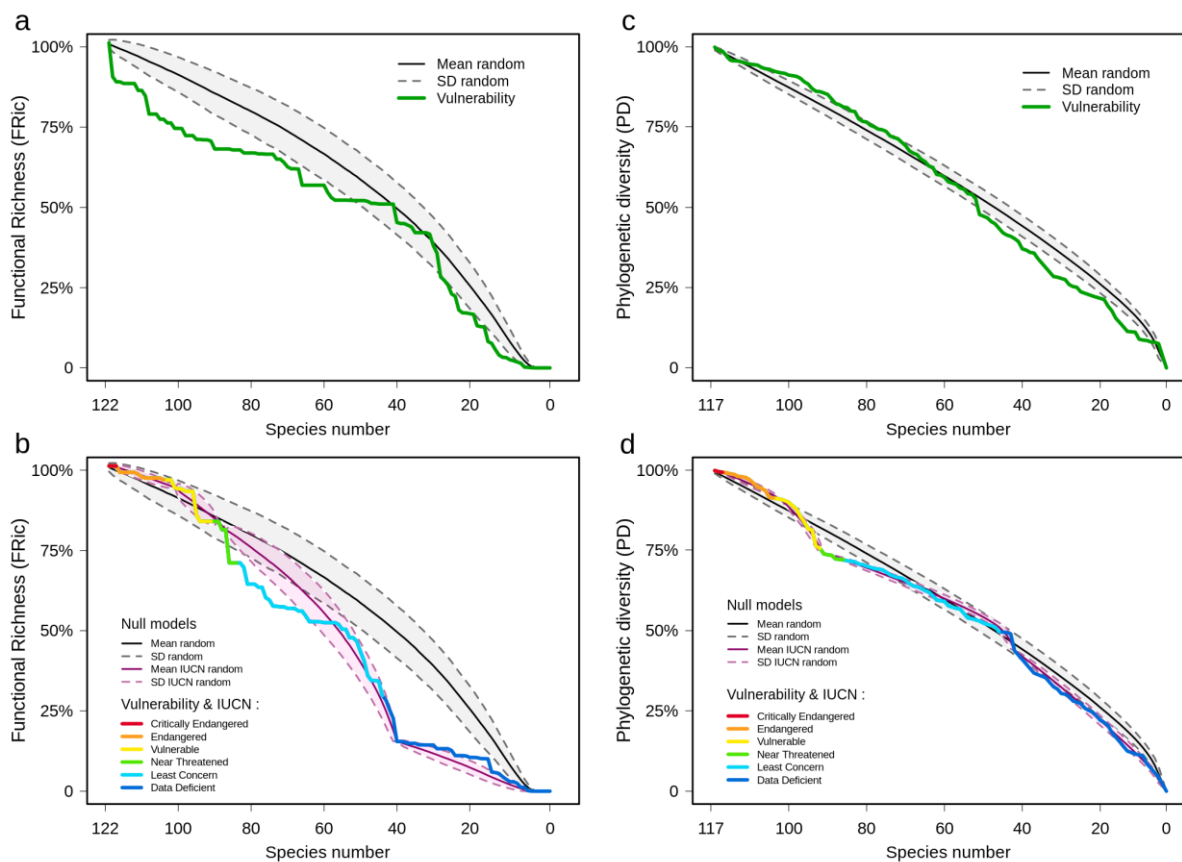 a
100%
75%
50%
25%
0
Functional Richness (FRic)
Mean random
SD random
Vulnerability
122 100 80 60 40 20 0
Species number
c
100%
75%
50%
25%
0
Phylogenetic diversity (PD)
Mean random
SD random
Vulnerability
117 100 80 60 40 20 0
Species number
b
100%
75%
50%
25%
0
Functional Richness (FRic)
Null models
Mean random
SD random
Mean IUCN random
SD IUCN random
Vulnerability & IUCN :
Critically Endangered
Endangered
Vulnerable
Near Threatened
Least Concern
Data Deficient
122 100 80 60 40 20 0
Species number
d
100%
75%
50%
25%
0
Phylogenetic diversity (PD)
Null models
Mean random
SD random
Mean IUCN random
SD IUCN random
Vulnerability & IUCN :
Critically Endangered
Endangered
Vulnerable
Near Threatened
Least Concern
Data Deficient
117 100 80 60 40 20 0
Species number